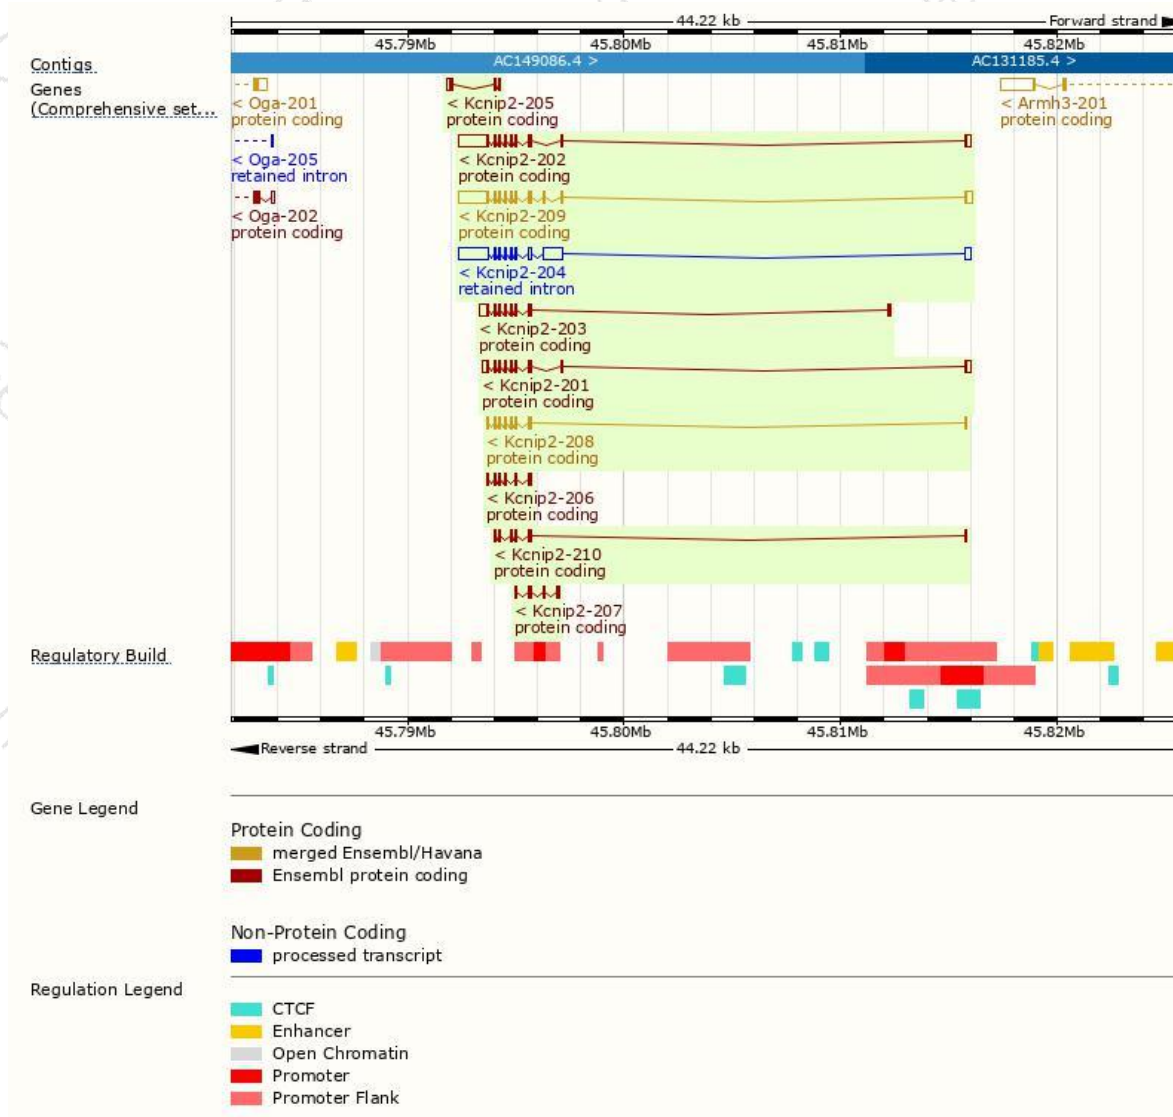 44.22 kb Forward strand
45.79Mb 45.80Mb 45.81Mb 45.82Mb
Contigs AC149086.4 > AC131185.4 >
Genes
(Comprehensive set...
< Oga-201 < Kcnip2-205 < Armh3-201
protein coding protein coding protein coding
< Oga-205 < Kcnip2-202
retained intron protein coding
< Oga-202 < Kcnip2-209
protein coding protein coding
< Kcnip2-204
retained intron
< Kcnip2-203
protein coding
< Kcnip2-201
protein coding
< Kcnip2-208
protein coding
< Kcnip2-206
protein coding
< Kcnip2-210
protein coding
< Kcnip2-207
protein coding
Regulatory Build
45.79Mb 45.80Mb 45.81Mb 45.82Mb
Reverse strand 44.22 kb
Gene Legend
Protein Coding
merged Ensembl/Havana
Ensembl protein coding
Non-Protein Coding
processed transcript
Regulation Legend
CTCF
Enhancer
Open Chromatin
Promoter
Promoter Flank